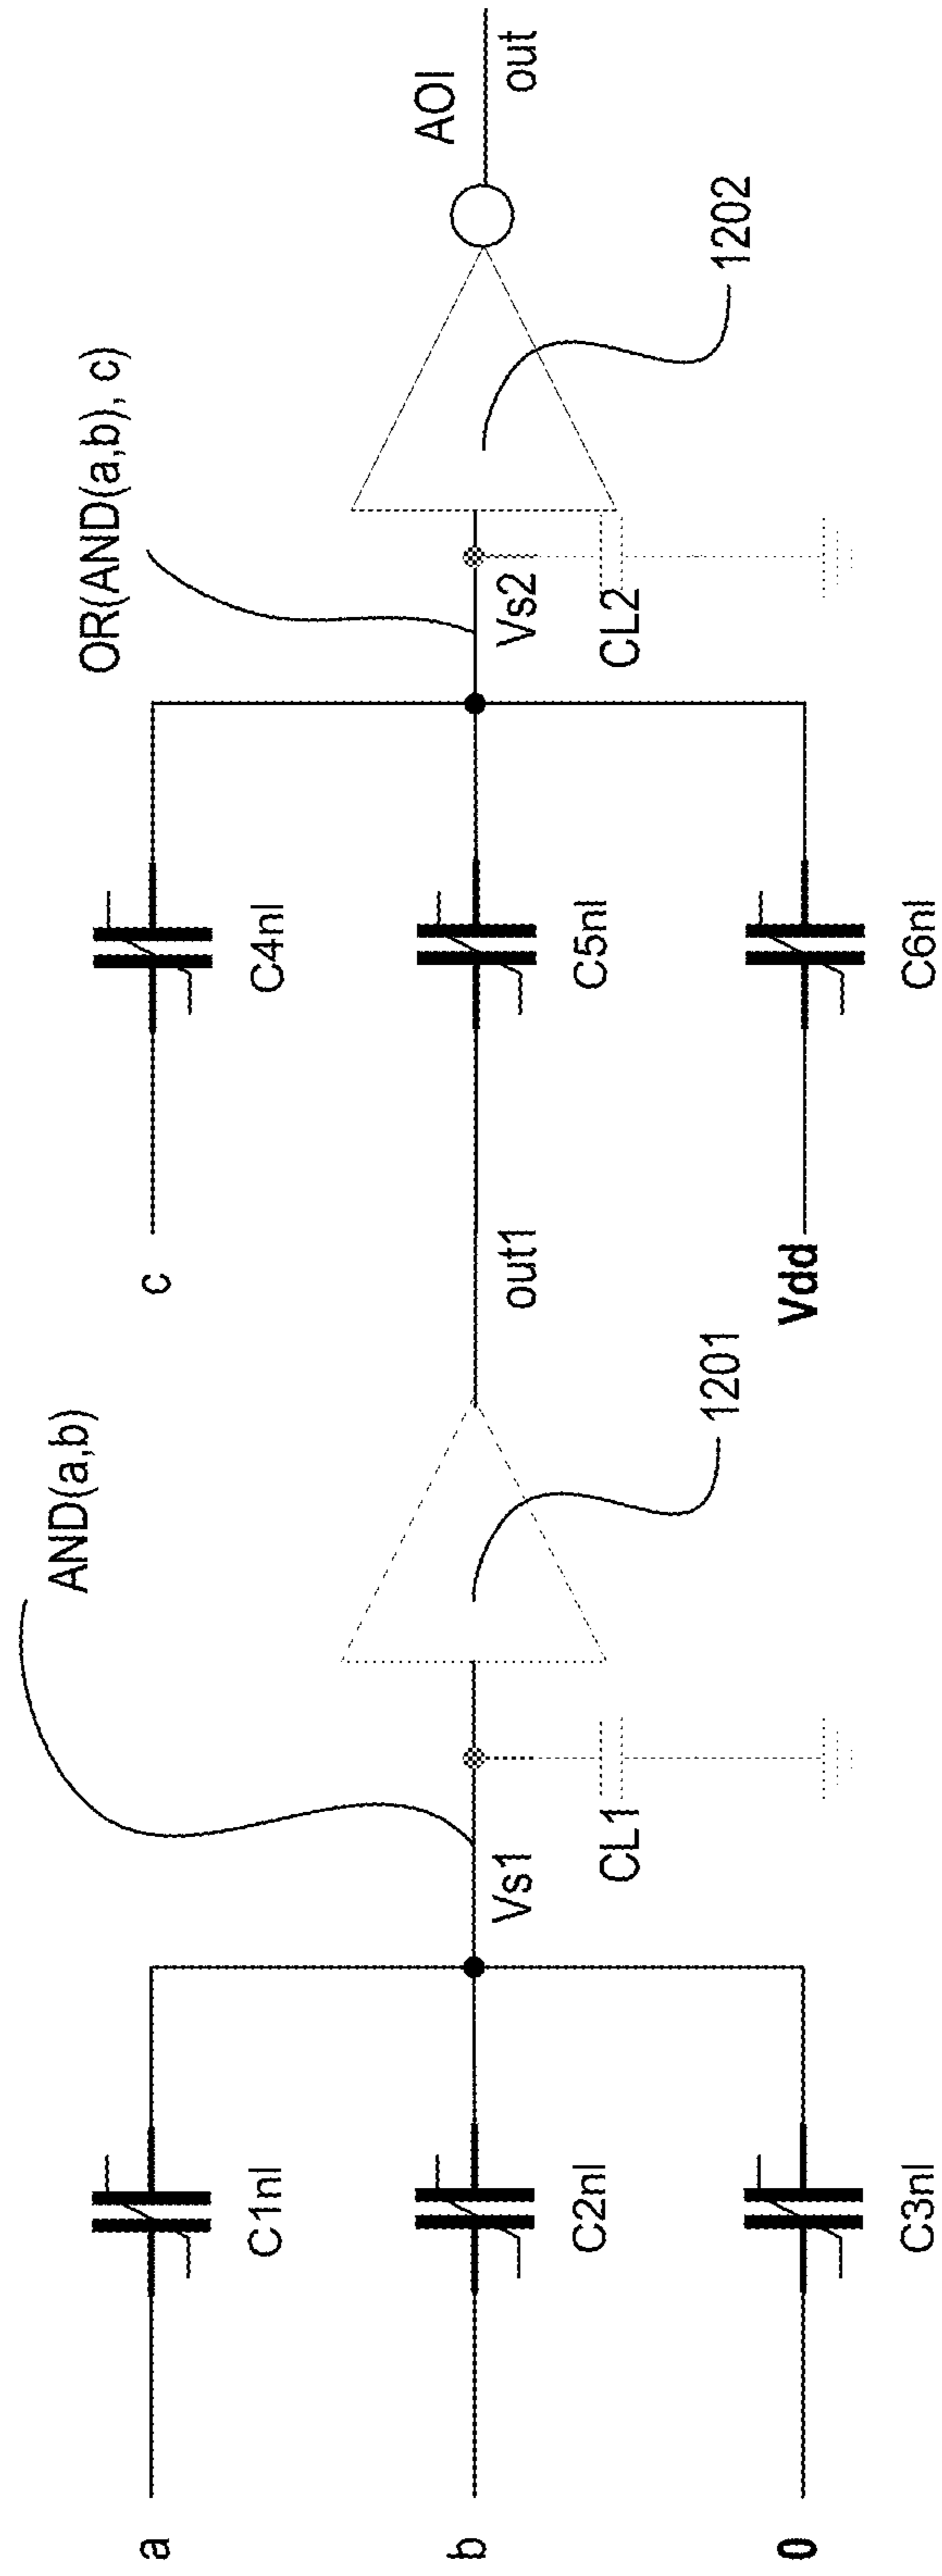 a
b
0
C1nl
C2nl
C3nl
AND(a,b)
Vs1
CL1
1201
out1
c
Vdd
C4nl
C5nl
C6nl
OR(AND(a,b), c)
Vs2
CL2
1202
AOI
out